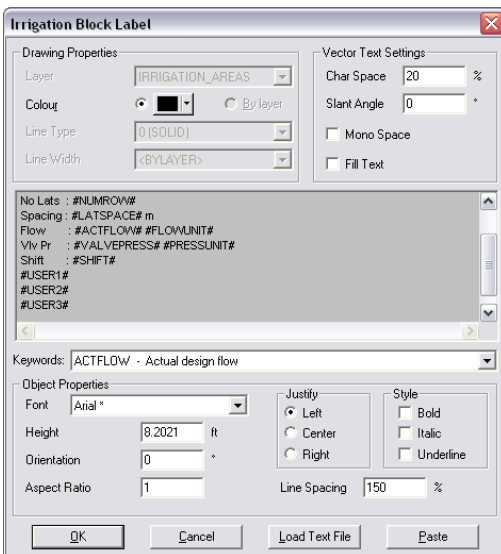 Irrigation Block Label
Drawing Properties
Layer IRRIGATION_AREAS
Colour By layer
Line Type 0 (SOLID)
Line Width <BYLAYER>
Vector Text Settings
Char Space 20 %
Slant Angle 0 °
Mono Space
Fill Text
No Lats : #NUMROW#
Spacing : #LATSPACE# m
Flow : #ACTFLOW# #FLOWUNIT#
Vlv Pr : #VALVEPRESS# #PRESSUNIT#
Shift : #SHIFT#
#USER1#
#USER2#
#USER3#
Keywords: ACTFLOW - Actual design flow
Object Properties
Font Arial *
Height 8.2021 ft
Orientation 0 °
Aspect Ratio 1
Justify
Left
Center
Right
Style
Bold
Italic
Underline
Line Spacing 150 %
OK Cancel Load Text File Paste